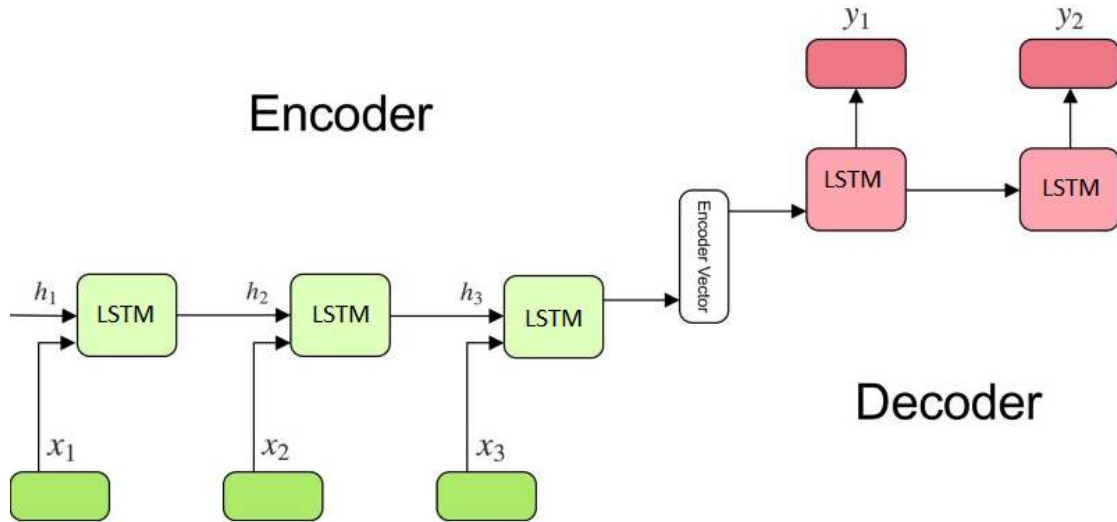 y₁ y₂
Encoder
LSTM LSTM
Encoder Vector
h₁ h₂ h₃
LSTM LSTM LSTM
Decoder
x₁ x₂ x₃